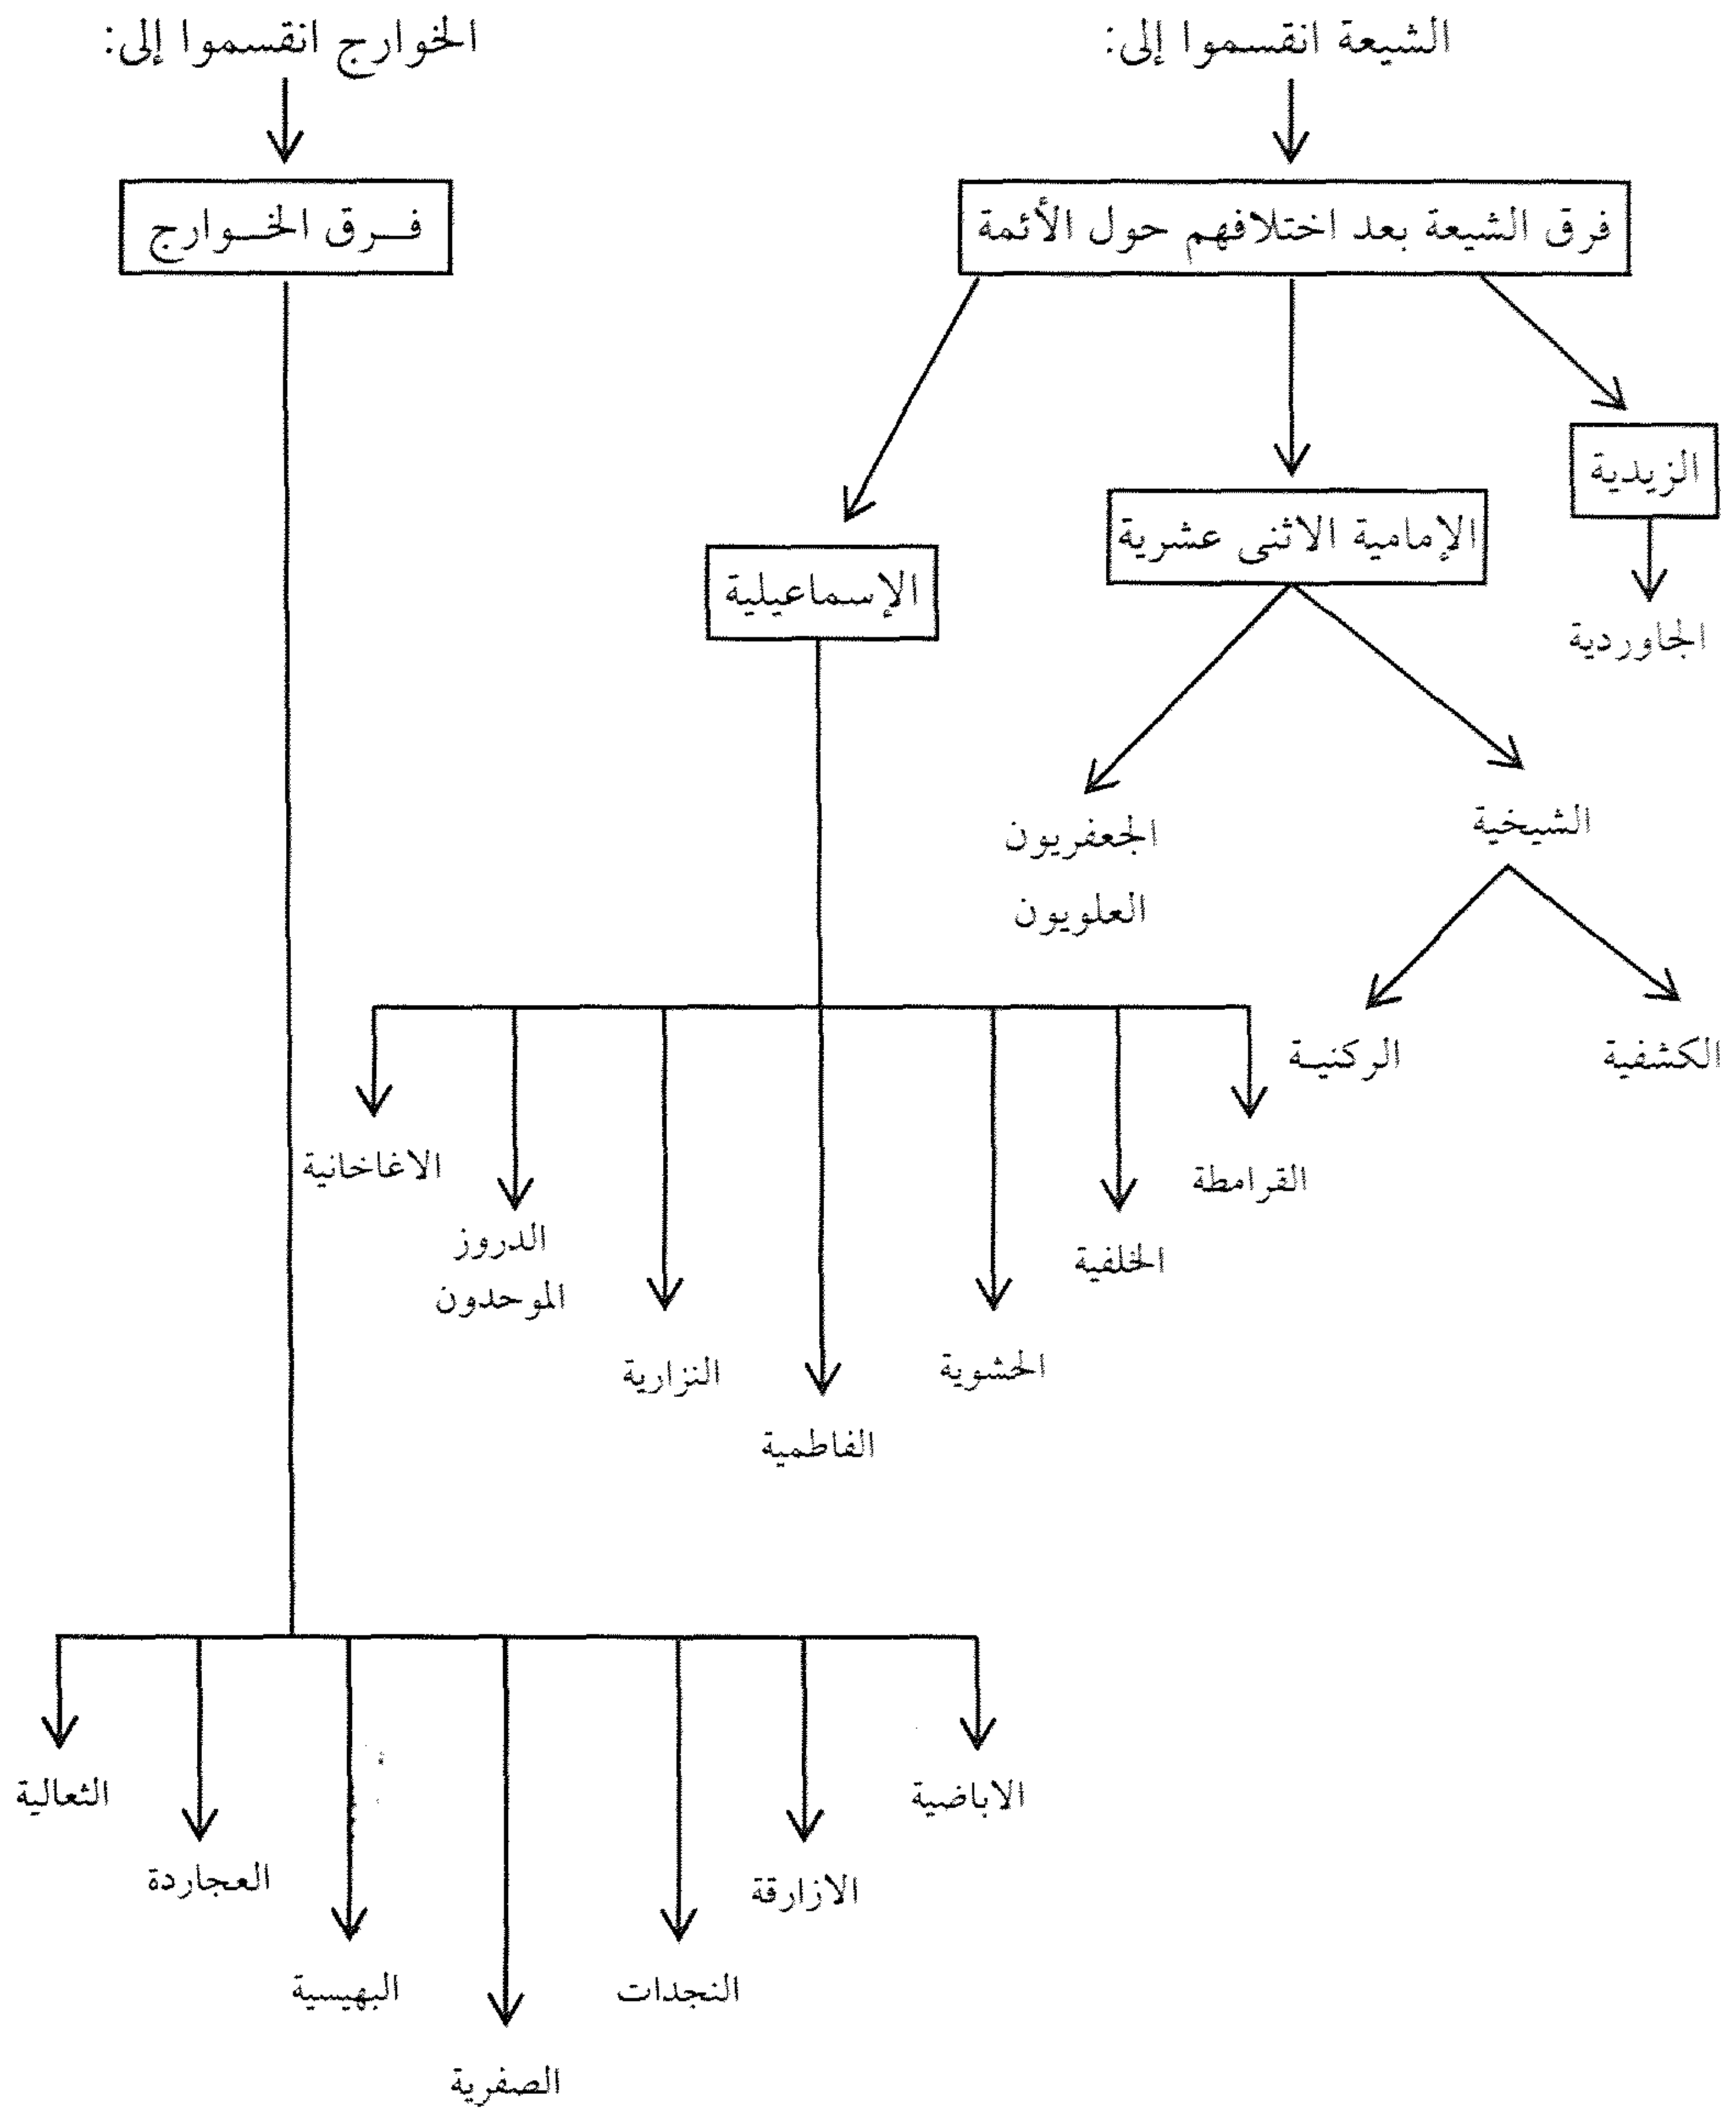 الشيعة انقسموا إلى:
فرق الشيعة بعد اختلافهم حول الأئمة
الزيدية
الجاوردية
الإمامية الاثنى عشرية
الشيخية
الكشفية
الركنية
الجعفريون
العلويون
الإسماعيلية
القرامطة
الخلفية
الحشوية
الفاطمية
النزارية
الدروز
الموحدون
الاغاخانية
الخوارج انقسموا إلى:
فرق الخوارج
الاباضية
الازارقة
النجدات
الصفرية
البهيسية
العجاردة
الثعالية